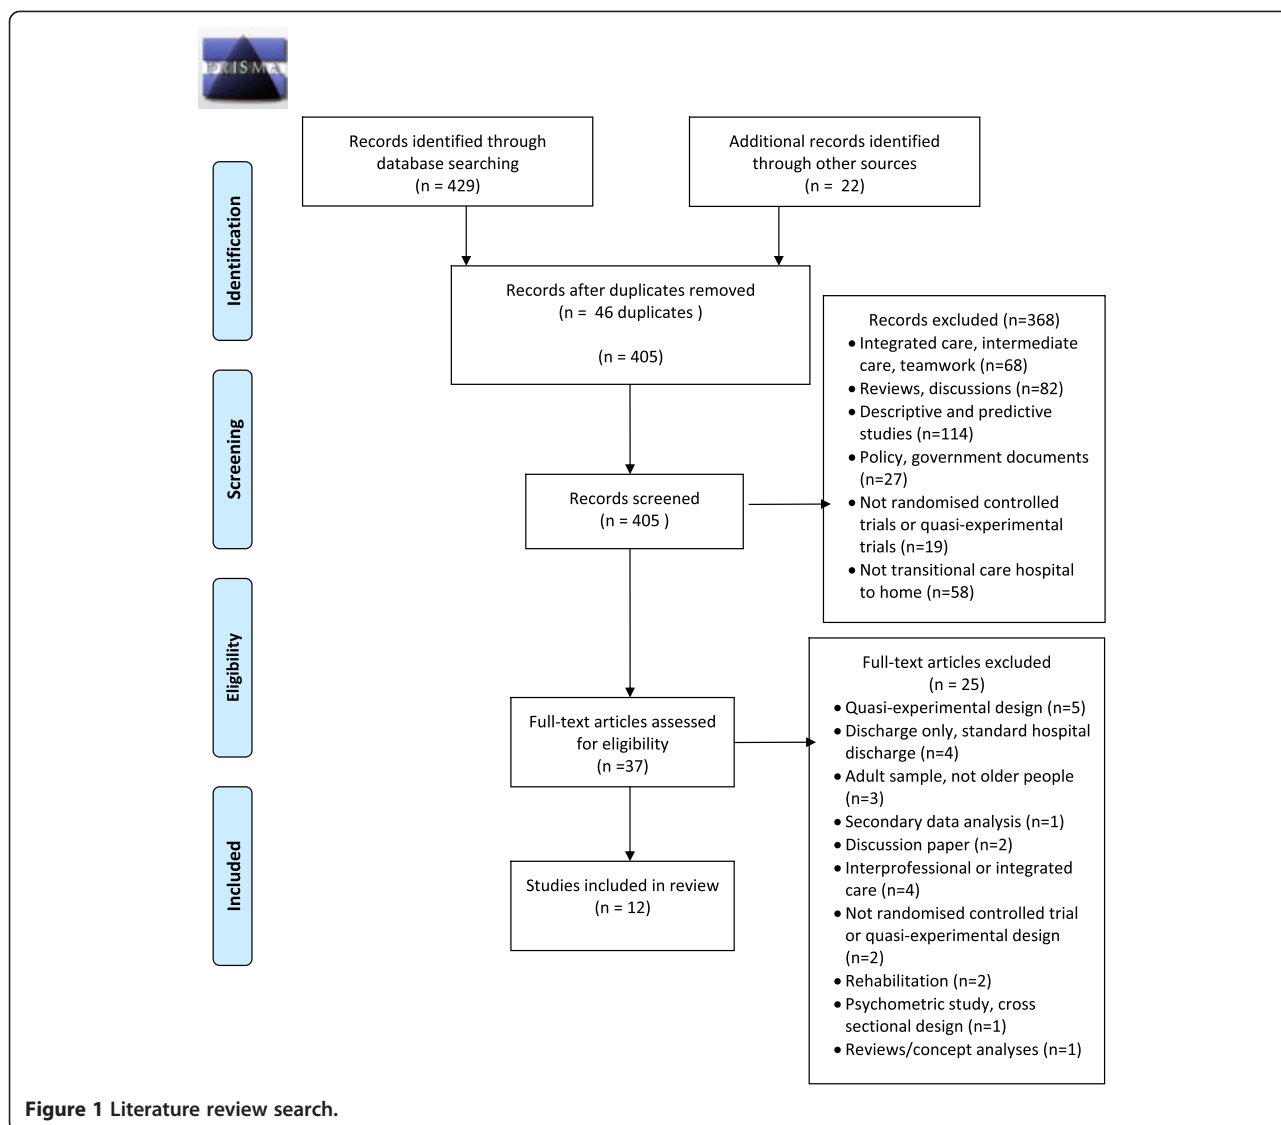 PRISMA
Records identified through
database searching
(n = 429)
Additional records identified
through other sources
(n = 22)
Identification
Records after duplicates removed
(n = 46 duplicates )
(n = 405)
Records excluded (n=368)
• Integrated care, intermediate
care, teamwork (n=68)
• Reviews, discussions (n=82)
• Descriptive and predictive
studies (n=114)
• Policy, government documents
(n=27)
• Not randomised controlled
trials or quasi-experimental
trials (n=19)
• Not transitional care hospital
to home (n=58)
Screening
Records screened
(n = 405 )
Eligibility
Full-text articles assessed
for eligibility
(n =37)
Full-text articles excluded
(n = 25)
• Quasi-experimental design (n=5)
• Discharge only, standard hospital
discharge (n=4)
• Adult sample, not older people
(n=3)
• Secondary data analysis (n=1)
• Discussion paper (n=2)
• Interprofessional or integrated
care (n=4)
• Not randomised controlled trial
or quasi-experimental design
(n=2)
• Rehabilitation (n=2)
• Psychometric study, cross
sectional design (n=1)
• Reviews/concept analyses (n=1)
Included
Studies included in review
(n = 12)
Figure 1 Literature review search.